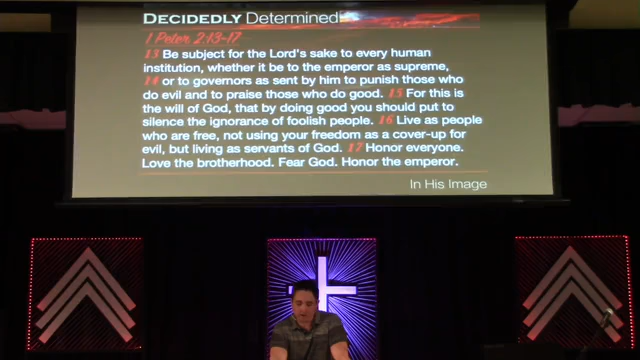 DECIDEDLY Determined
1 Peter 2:13-17
13 Be subject for the Lord's sake to every human
institution, whether it be to the emperor as supreme,
14 or to governors as sent by him to punish those who
do evil and to praise those who do good. 15 For this is
the will of God, that by doing good you should put to
silence the ignorance of foolish people. 16 Live as people
who are free, not using your freedom as a cover-up for
evil, but living as servants of God. 17 Honor everyone.
Love the brotherhood. Fear God. Honor the emperor.
In His Image